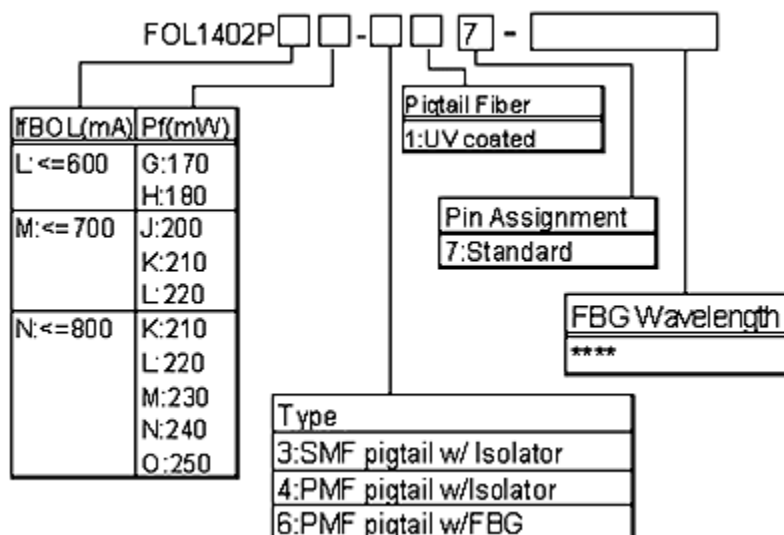 FOL1402P - 7 -
IfBOL(mA) Pf(mW)
L:<=600 G:170
H:180
M:<=700 J:200
K:210
L:220
N:<=800 K:210
L:220
M:230
N:240
O:250
Pigtail Fiber
1:UV coated
Pin Assignment
7:Standard
FBG Wavelength
****
Type
3:SMF pigtail w/ Isolator
4:PMF pigtail w/Isolator
6:PMF pigtail w/FBG